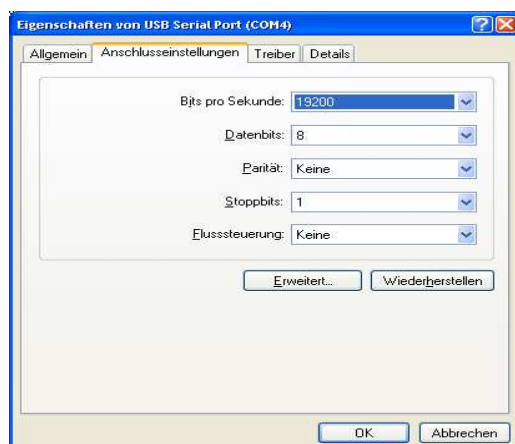 Eigenschaften von USB Serial Port (COM4)
Allgemein Anschlusseinstellungen Treiber Details
Bits pro Sekunde: 19200
Datenbits: 8
Parität: Keine
Stoppbits: 1
Flusssteuerung: Keine
Erweitert... Wiederherstellen
OK Abbrechen